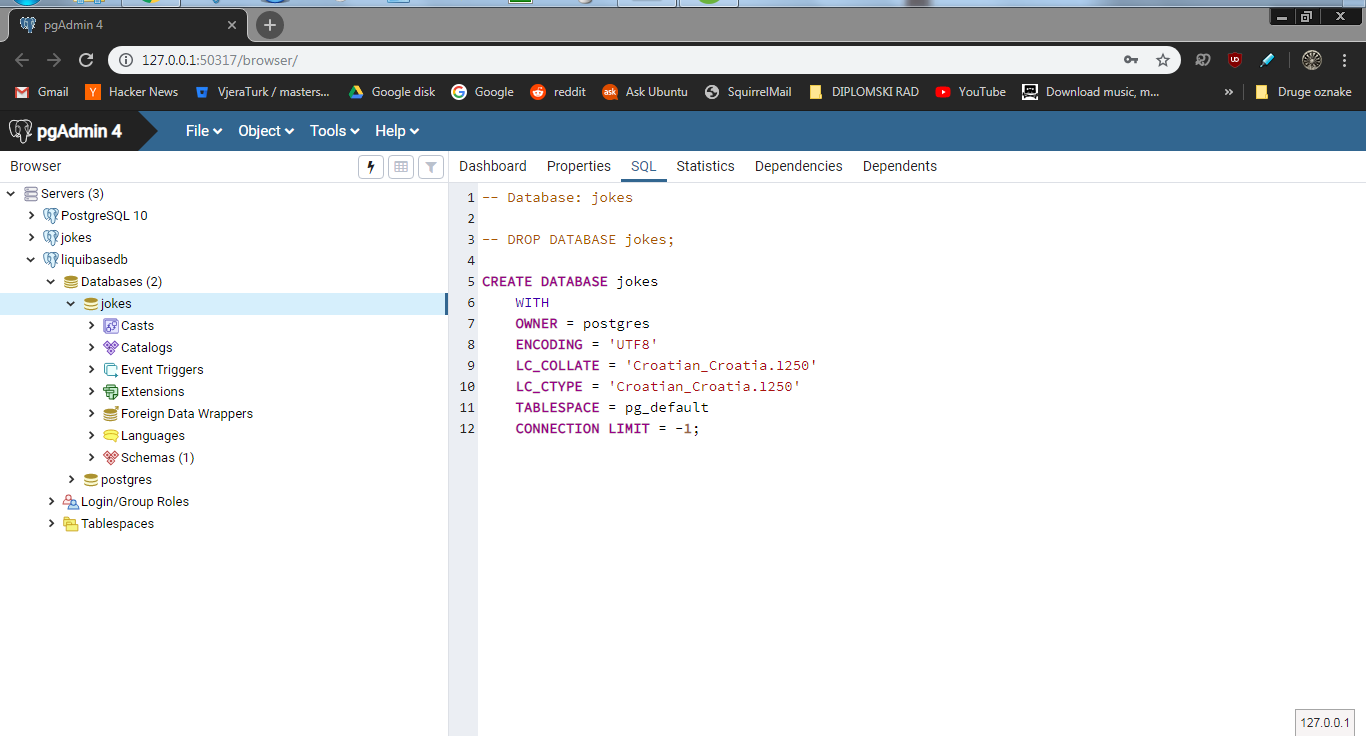 pgAdmin 4
127.0.0.1:50317/browser/
Gmail Hacker News VjeraTurk / masters... Google disk Google reddit Ask Ubuntu SquirrelMail DIPLOMSKI RAD YouTube Download music, m... » Druge oznake
pgAdmin 4 File Object Tools Help
Browser
Dashboard Properties SQL Statistics Dependencies Dependents
Servers (3)
PostgreSQL 10
jokes
liquibasedb
Databases (2)
jokes
Casts
Catalogs
Event Triggers
Extensions
Foreign Data Wrappers
Languages
Schemas (1)
postgres
Login/Group Roles
Tablespaces
1 -- Database: jokes
2
3 -- DROP DATABASE jokes;
4
5 CREATE DATABASE jokes
6 WITH
7 OWNER = postgres
8 ENCODING = 'UTF8'
9 LC_COLLATE = 'Croatian_Croatia.1250'
10 LC_CTYPE = 'Croatian_Croatia.1250'
11 TABLESPACE = pg_default
12 CONNECTION LIMIT = -1;
127.0.0.1